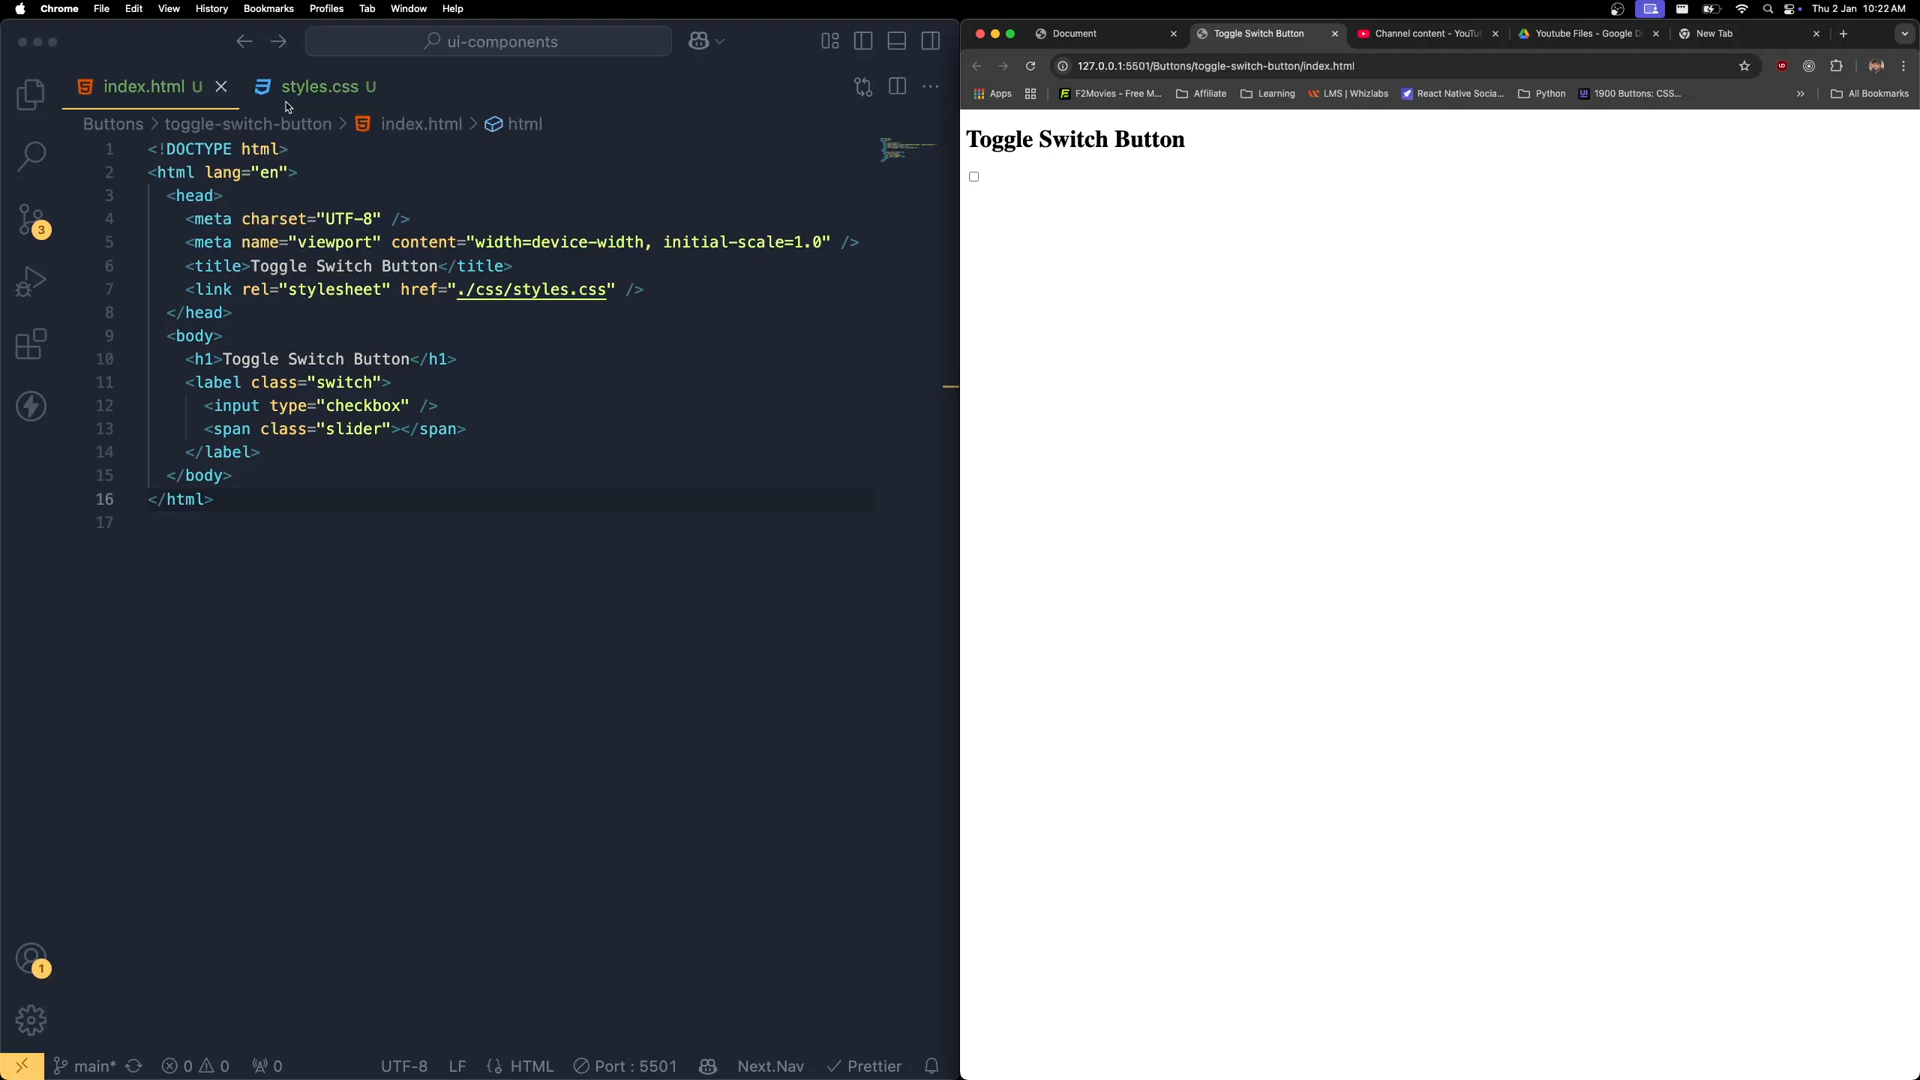 Chrome File Edit View History Bookmarks Profiles Tab Window Help Thu 2 Jan 10:22 AM
ui-components
index.html U styles.css U
Buttons > toggle-switch-button > index.html > html
1 <!DOCTYPE html>
2 <html lang="en">
3 <head>
4 <meta charset="UTF-8" />
5 <meta name="viewport" content="width=device-width, initial-scale=1.0" />
6 <title>Toggle Switch Button</title>
7 <link rel="stylesheet" href="./css/styles.css" />
8 </head>
9 <body>
10 <h1>Toggle Switch Button</h1>
11 <label class="switch">
12 <input type="checkbox" />
13 <span class="slider"></span>
14 </label>
15 </body>
16 </html>
17
3
1
main* 0 0 0 UTF-8 LF HTML Port : 5501 Next.Nav Prettier
Document Toggle Switch Button Channel content - YouTu Youtube Files - Google D New Tab
127.0.0.1:5501/Buttons/toggle-switch-button/index.html
Apps F2Movies - Free M... Affiliate Learning LMS | Whizlabs React Native Socia... Python 1900 Buttons: CSS... » All Bookmarks
Toggle Switch Button